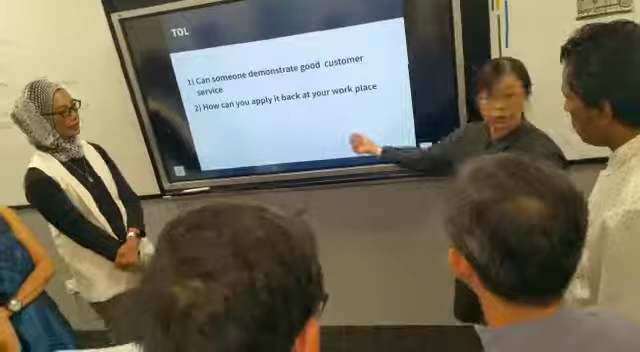 TOL
1) Can someone demonstrate good customer
service
2) How can you apply it back at your work place